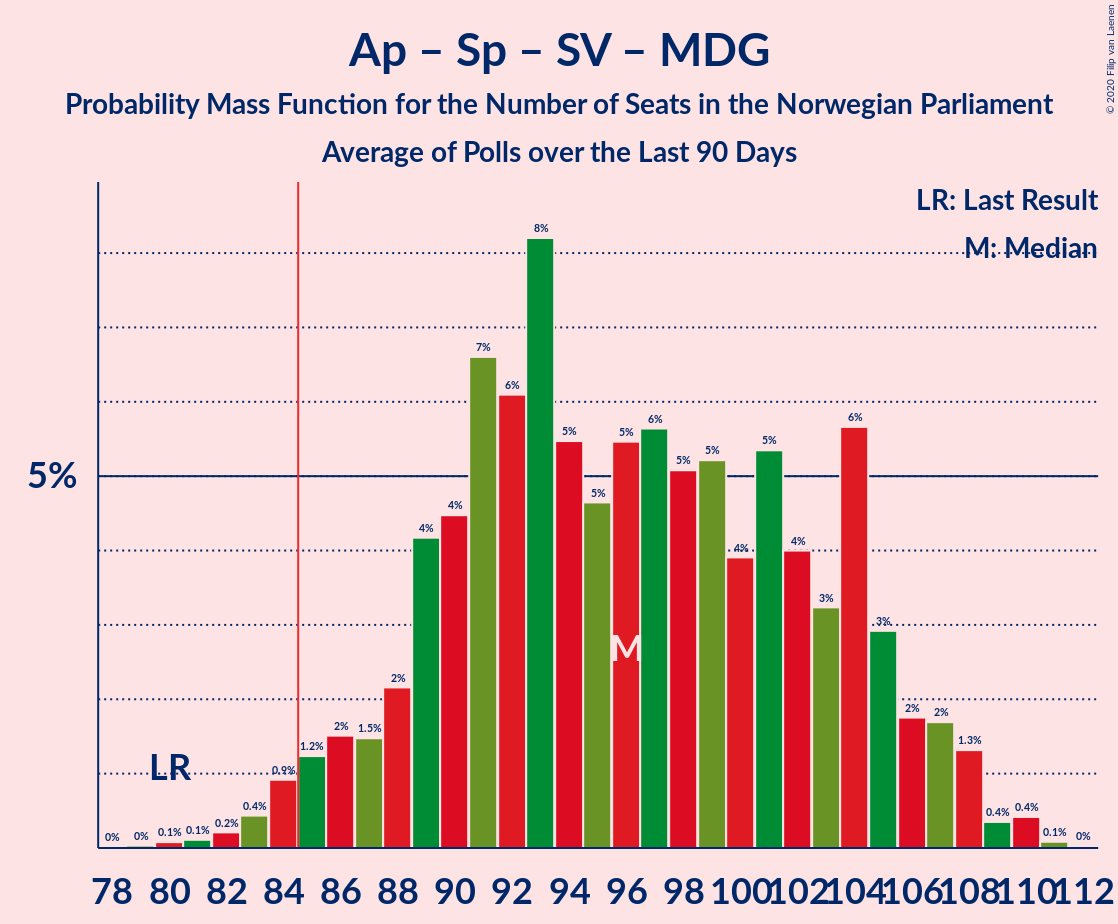 Ap – Sp – SV – MDG
Probability Mass Function for the Number of Seats in the Norwegian Parliament
Average of Polls over the Last 90 Days
© 2020 Filip van Laenen
LR: Last Result
M: Median
5%
LR
M
0% 0% 0.1% 0.1% 0.2% 0.4% 0.9% 1.2% 2% 1.5% 2% 4% 4% 7% 6% 8% 5% 5% 5% 6% 5% 5% 4% 5% 4% 3% 6% 3% 2% 2% 1.3% 0.4% 0.4% 0.1% 0%
78 80 82 84 86 88 90 92 94 96 98 100 102 104 106 108 110 112